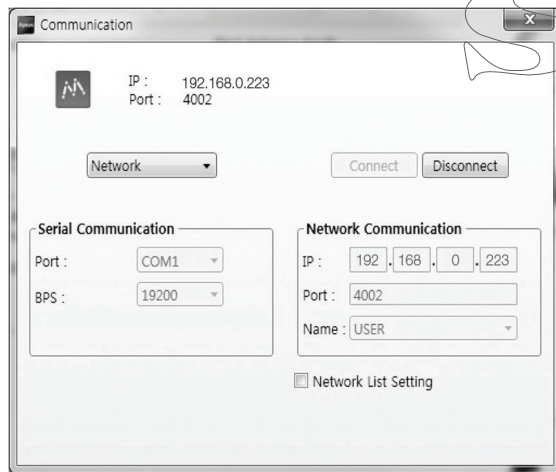 Communication
IP : 192.168.0.223
Port : 4002
Network
Connect Disconnect
Serial Communication
Port : COM1
BPS : 19200
Network Communication
IP : 192 . 168 . 0 . 223
Port : 4002
Name : USER
Network List Setting